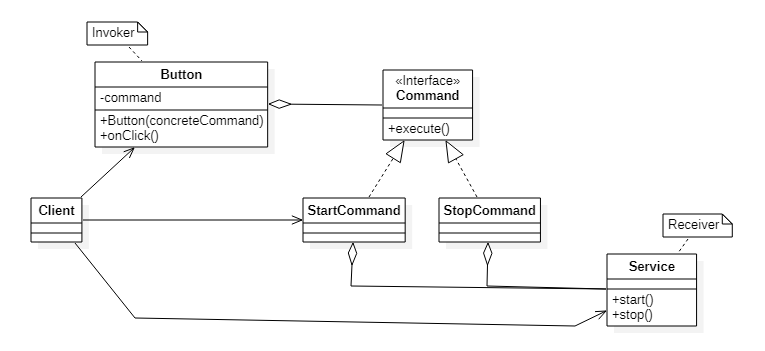 Invoker
Button
-command
+Button(concreteCommand)
+onClick()
«Interface»
Command
+execute()
Client
StartCommand
StopCommand
Receiver
Service
+start()
+stop()